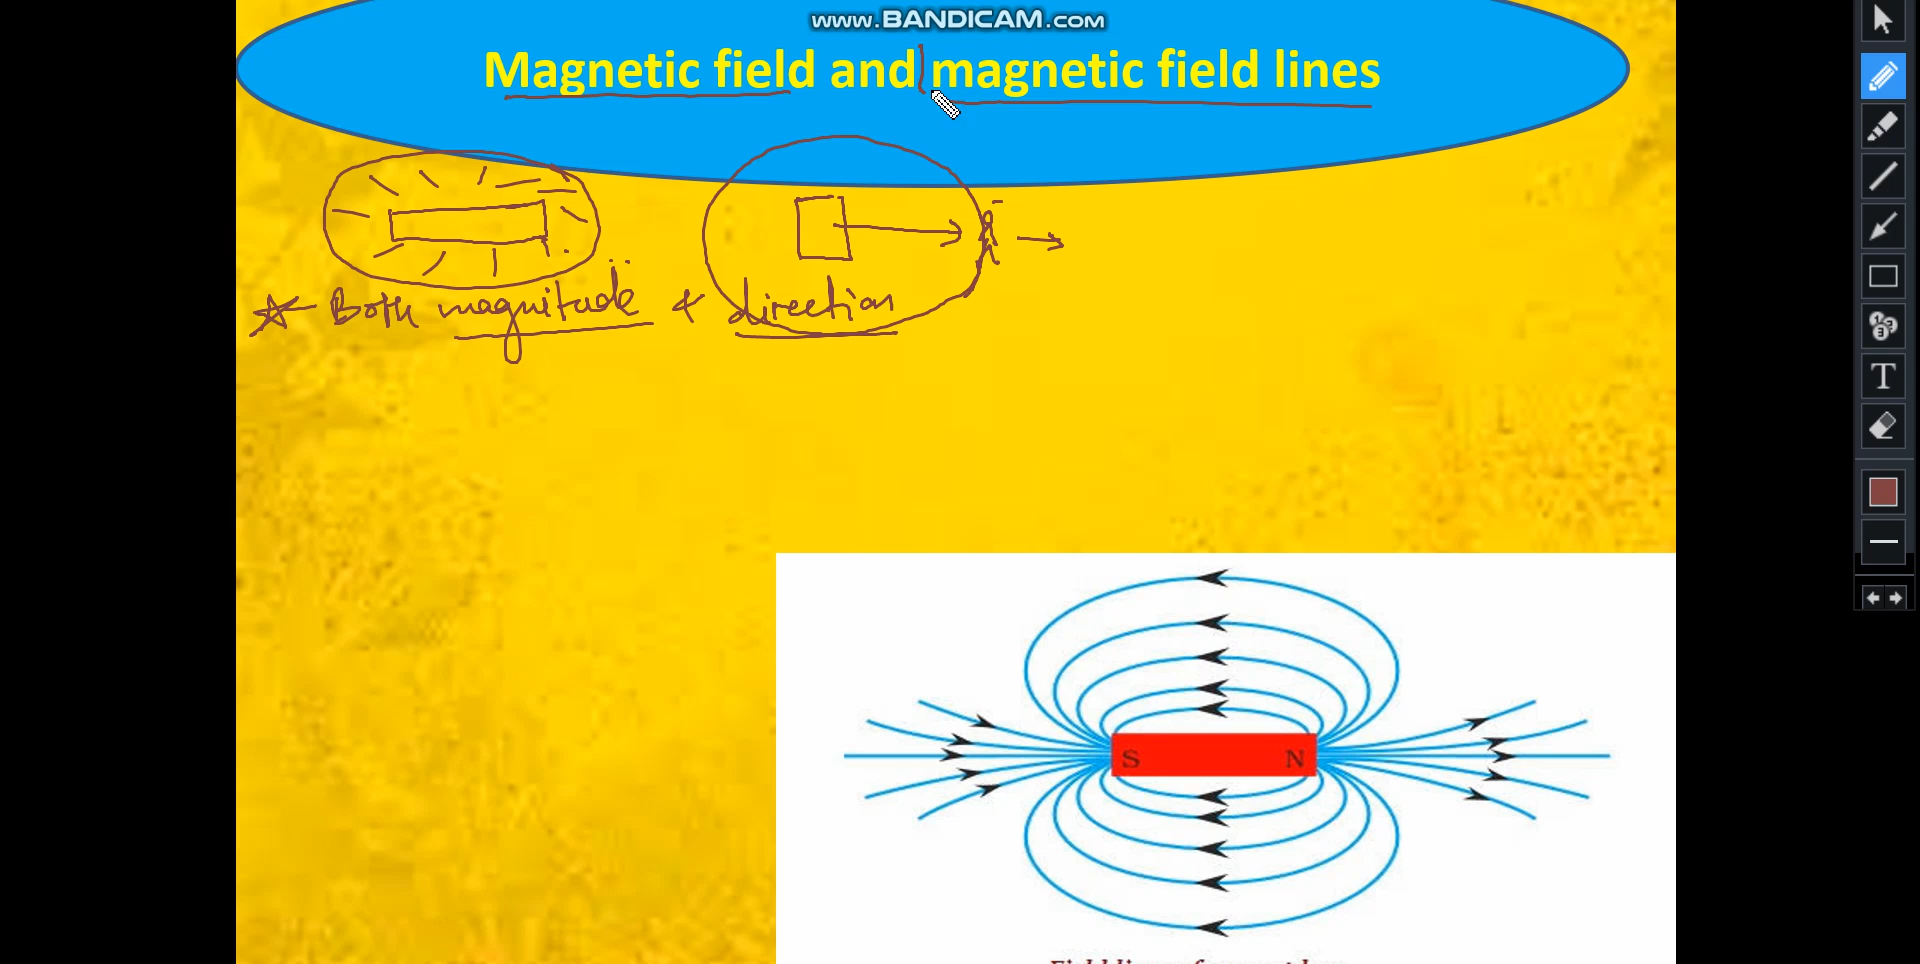 www.BANDICAM.com
Magnetic field and magnetic field lines
Both magnitude & direction
S N